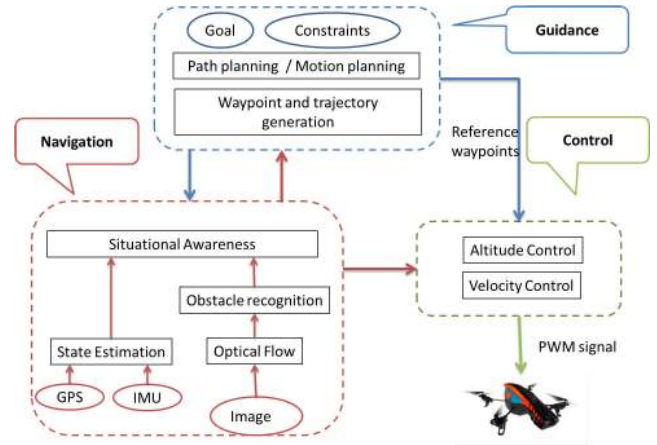 Goal
Constraints
Guidance
Path planning / Motion planning
Waypoint and trajectory
generation
Navigation
Reference
waypoints
Control
Situational Awareness
Altitude Control
Obstacle recognition
Velocity Control
State Estimation
Optical Flow
PWM signal
GPS
IMU
Image